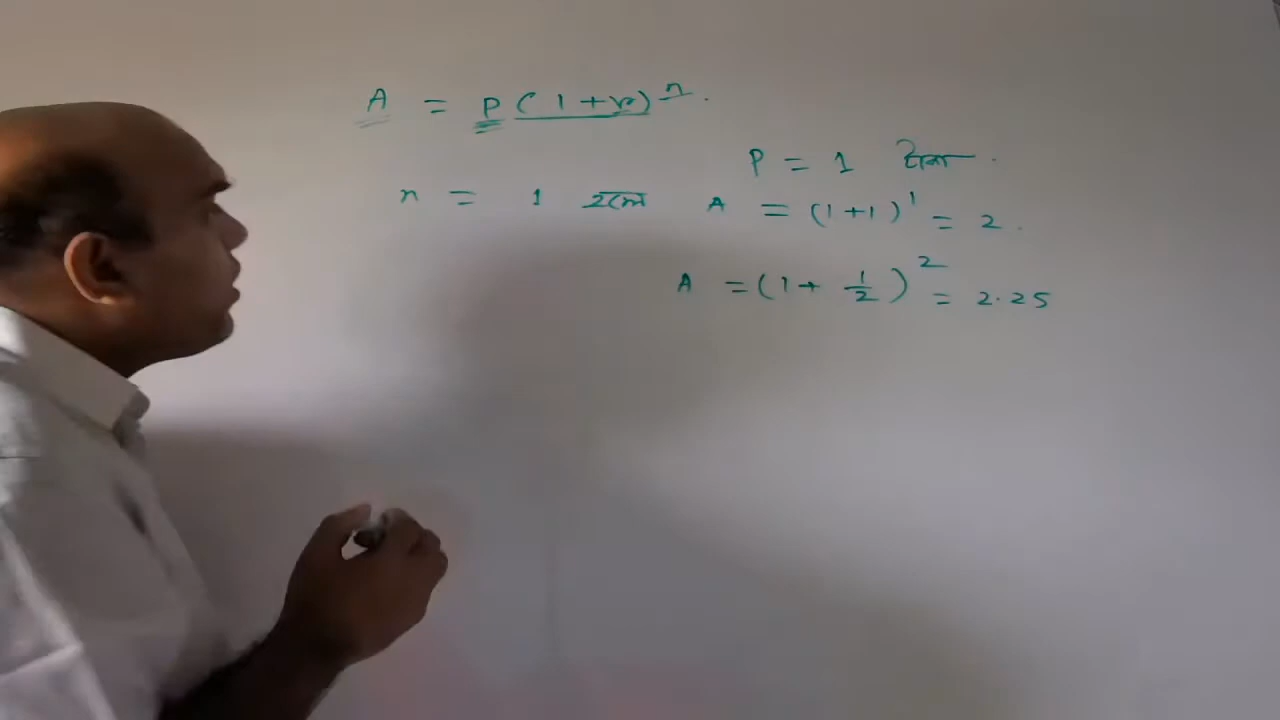 A = P(1+r)^n.
P = 1 টাকা.
n = 1 হলে A = (1+1)^1 = 2.
A = (1+ 1/2)^2 = 2.25